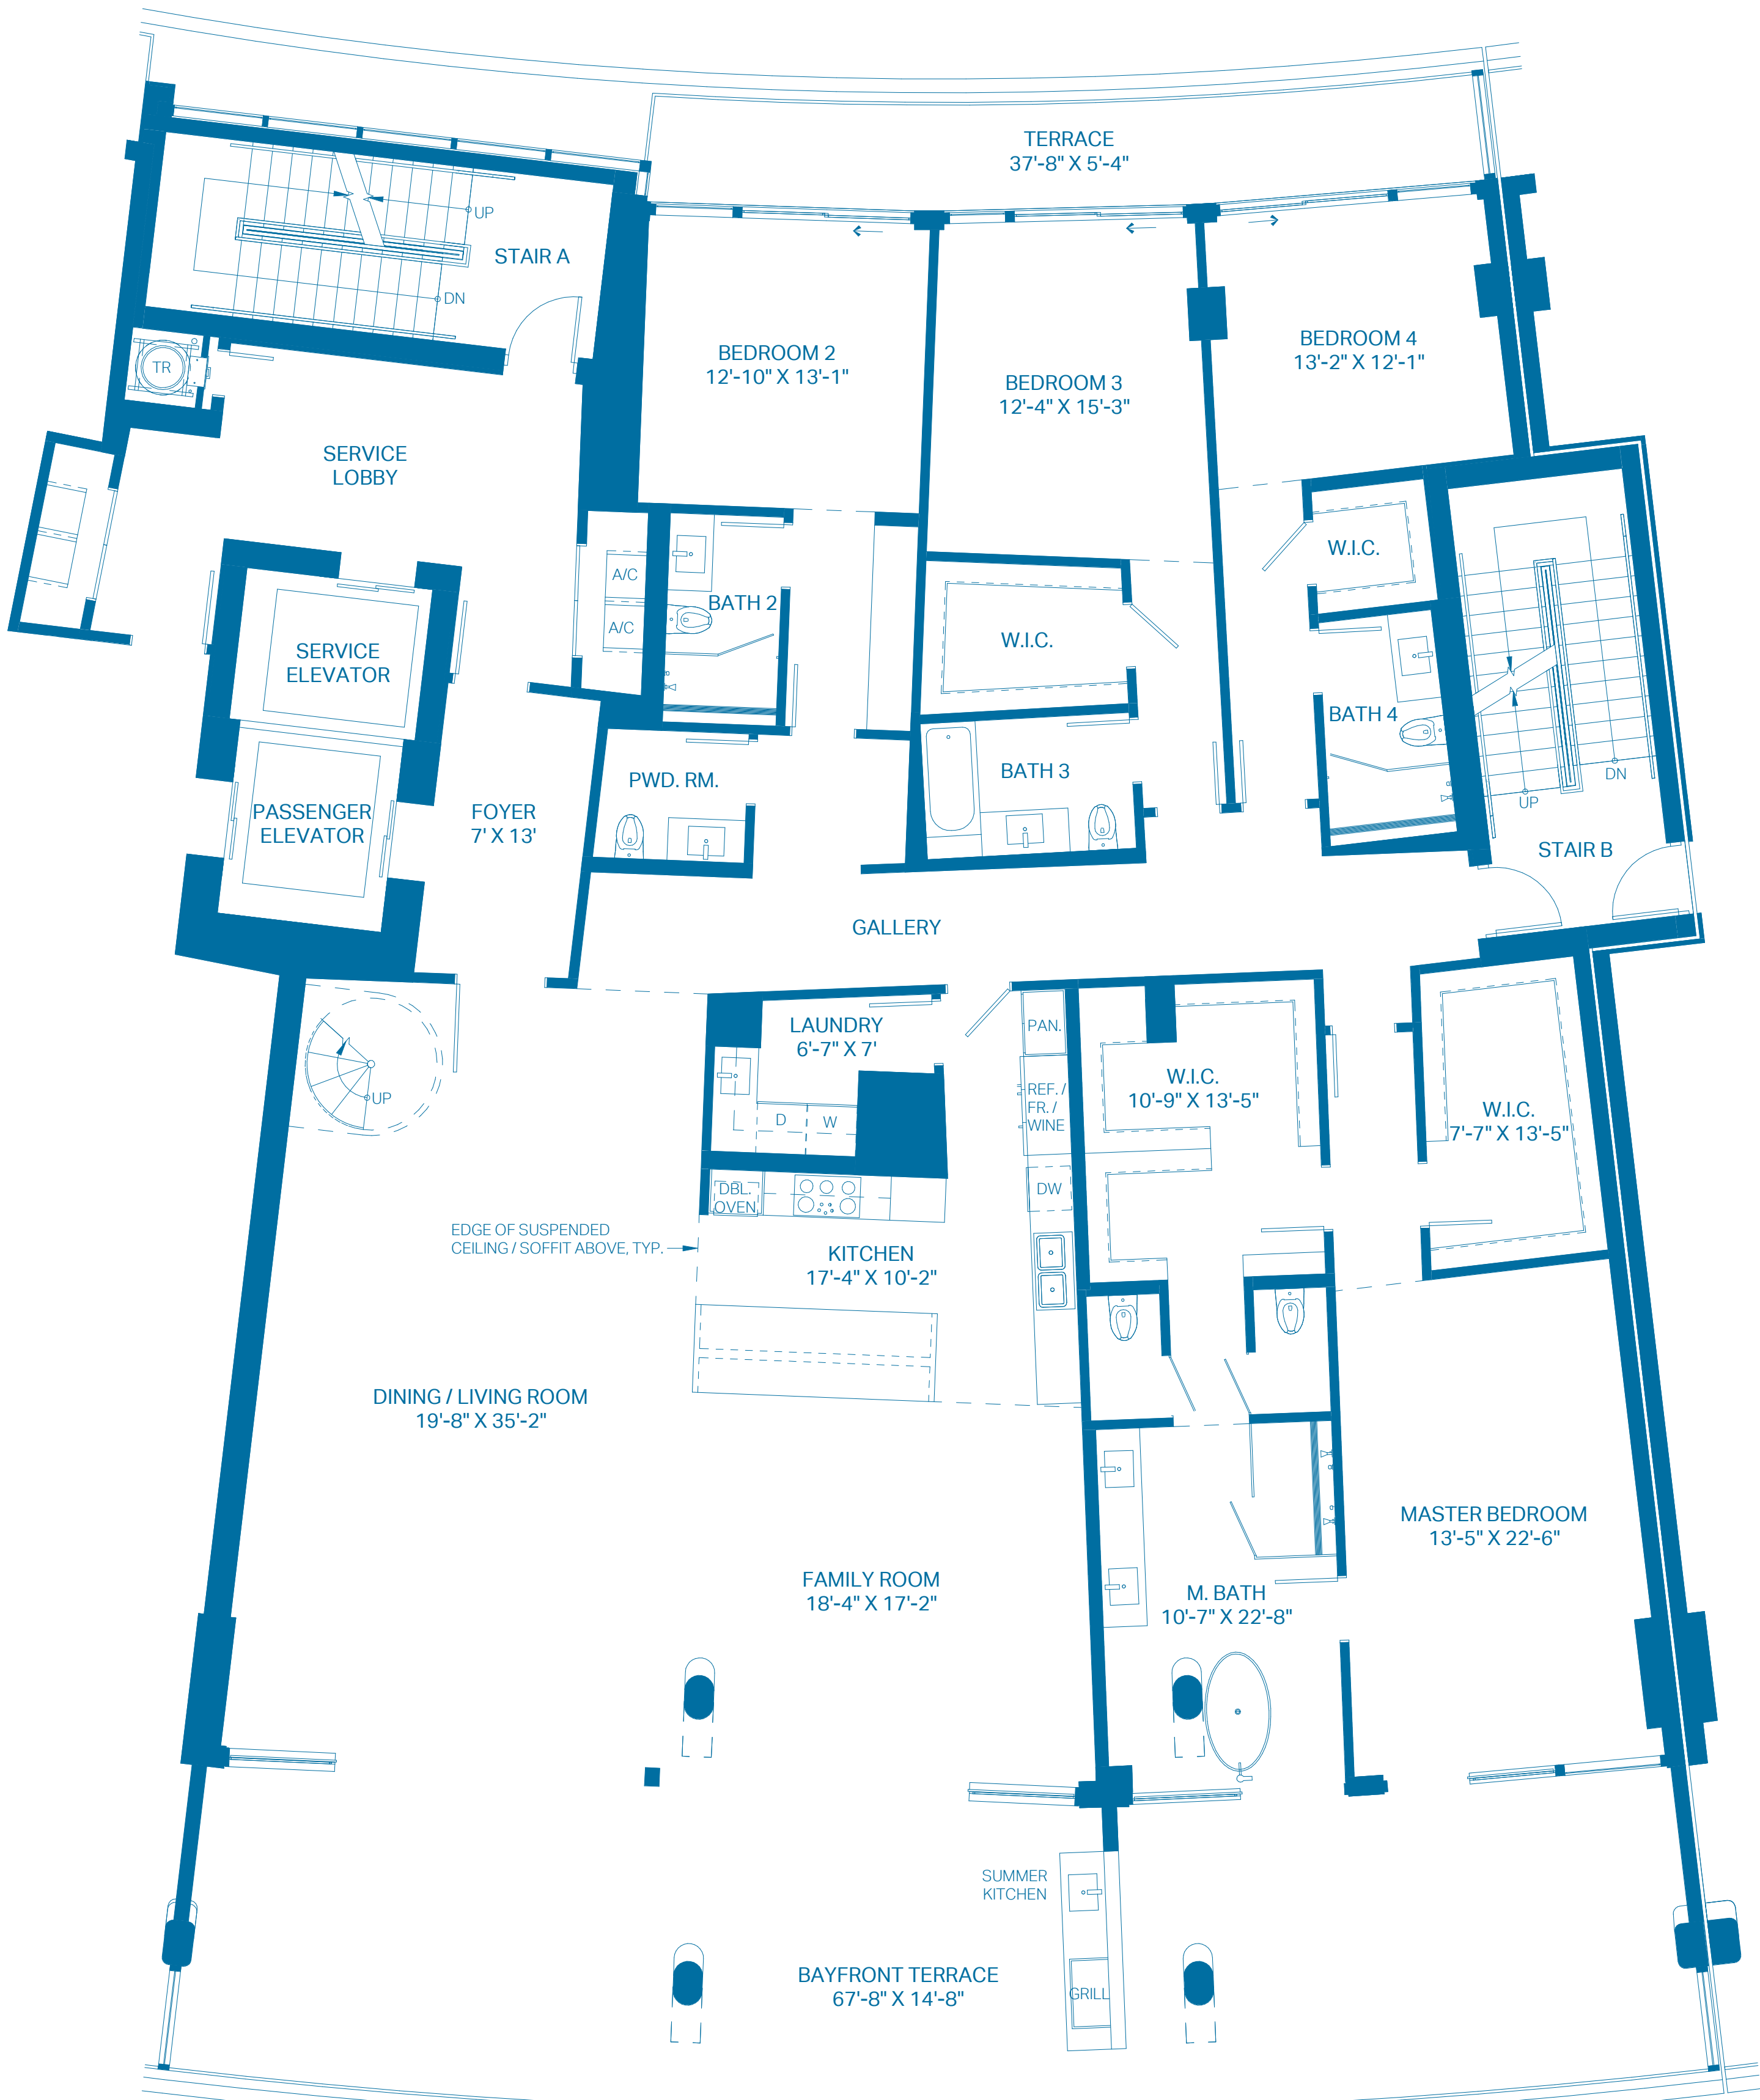 TERRACE
37'-8" X 5'-4"
UP
STAIR A
DN
TR
BEDROOM 2
12'-10" X 13'-1"
BEDROOM 3
12'-4" X 15'-3"
BEDROOM 4
13'-2" X 12'-1"
SERVICE
LOBBY
A/C
A/C
BATH 2
W.I.C.
W.I.C.
SERVICE
ELEVATOR
BATH 4
PASSENGER
ELEVATOR
FOYER
7' X 13'
PWD. RM.
BATH 3
DN
UP
STAIR B
GALLERY
LAUNDRY
6'-7" X 7'
PAN.
UP
D
W
REF. /
FR. /
WINE
W.I.C.
10'-9" X 13'-5"
W.I.C.
7'-7" X 13'-5"
DBL.
OVEN
DW
EDGE OF SUSPENDED
CEILING / SOFFIT ABOVE, TYP.
KITCHEN
17'-4" X 10'-2"
DINING / LIVING ROOM
19'-8" X 35'-2"
MASTER BEDROOM
13'-5" X 22'-6"
FAMILY ROOM
18'-4" X 17'-2"
M. BATH
10'-7" X 22'-8"
SUMMER
KITCHEN
BAYFRONT TERRACE
67'-8" X 14'-8"
GRILL